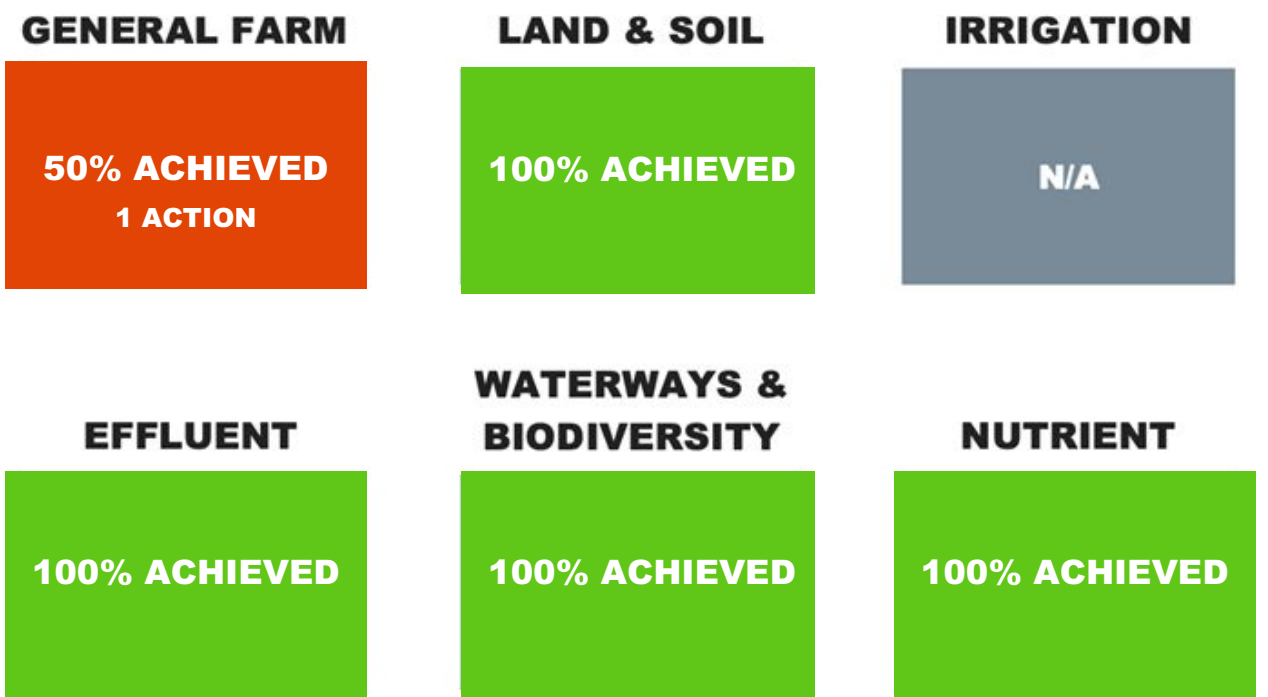 GENERAL FARM
50% ACHIEVED
1 ACTION
LAND & SOIL
100% ACHIEVED
IRRIGATION
N/A
EFFLUENT
100% ACHIEVED
WATERWAYS &
BIODIVERSITY
100% ACHIEVED
NUTRIENT
100% ACHIEVED